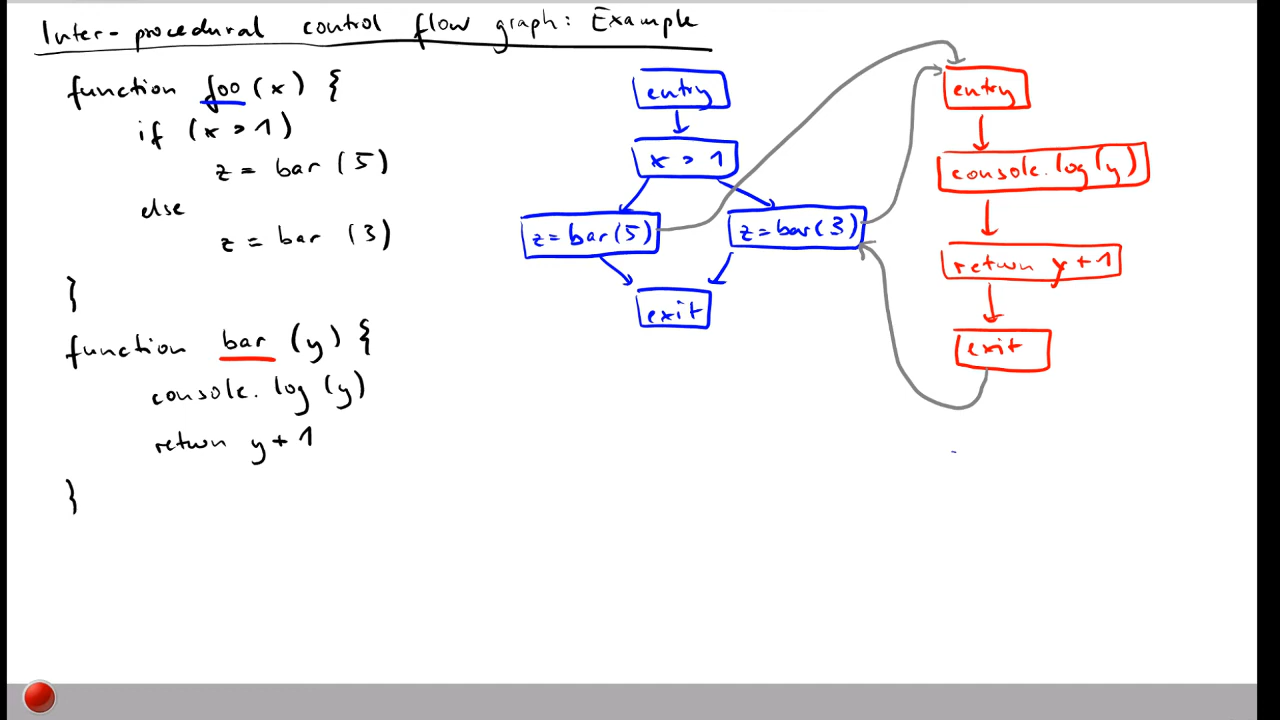 Inter-procedural control flow graph: Example
function foo (x) {
if (x > 1)
z = bar (5)
else
z = bar (3)
}
function bar (y) {
console.log (y)
return y + 1
}
entry
x > 1
z = bar (5)
z = bar (3)
exit
entry
console.log (y)
return y + 1
exit